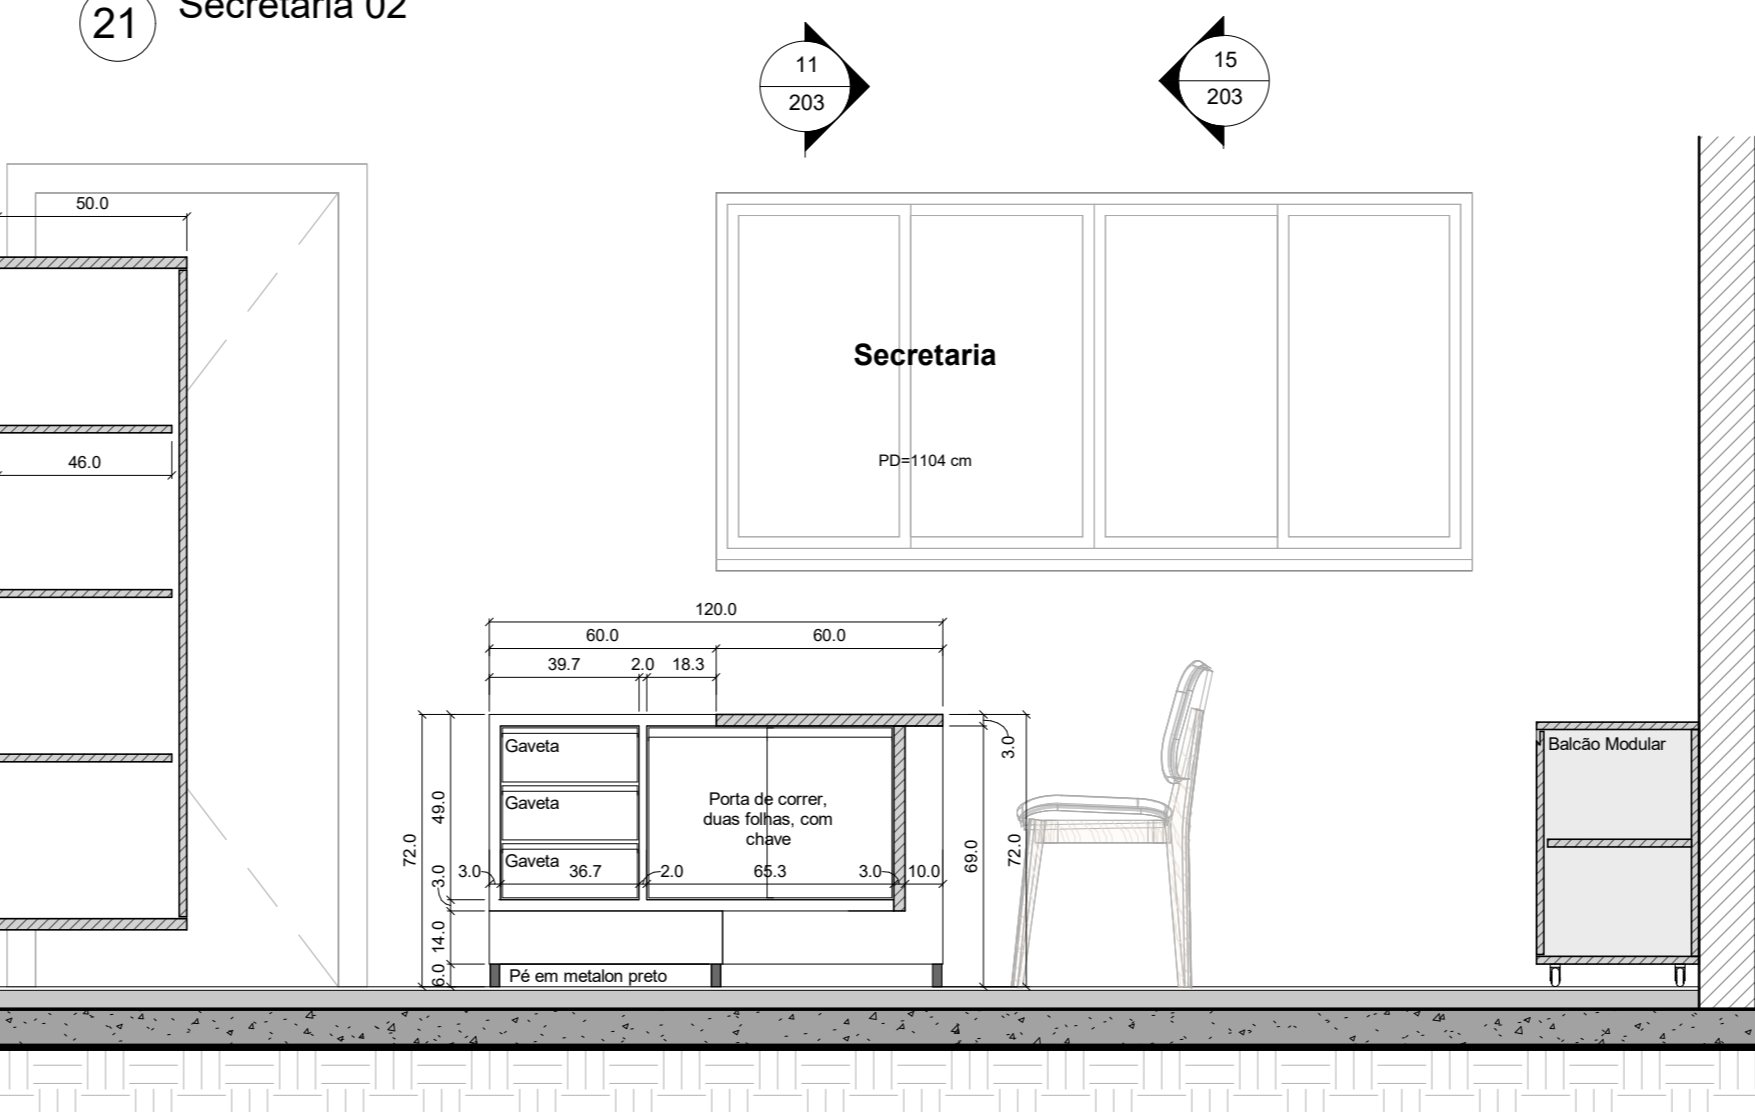 21
Secretaria 02
11
203
15
203
50.0
46.0
Secretaria
PD=1104 cm
120.0
60.0
60.0
39.7
2.0
18.3
Gaveta
Gaveta
Gaveta
Porta de correr,
duas folhas, com
chave
3.0
36.7
2.0
65.3
3.0
10.0
72.0
49.0
3.0
14.0
6.0
69.0
3.0
72.0
Pé em metalon preto
Balcão Modular